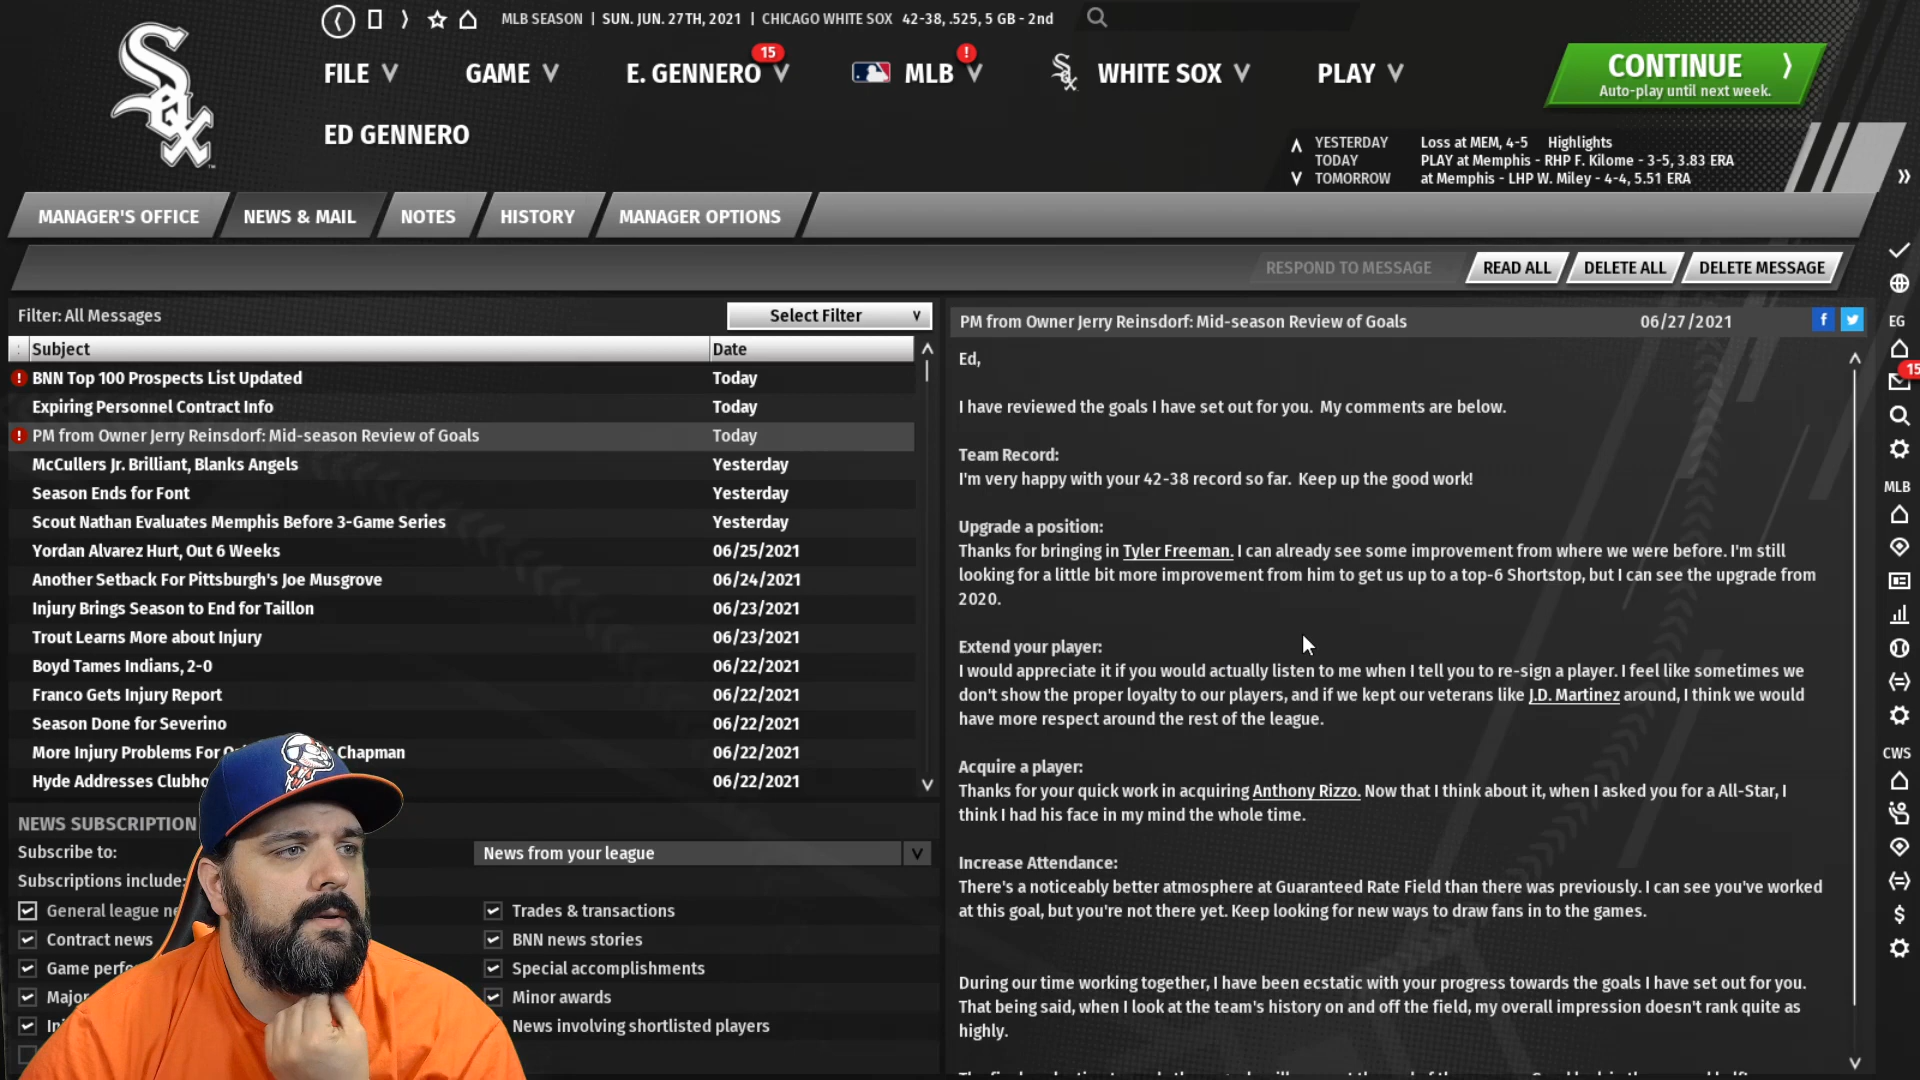 MLB SEASON | SUN. JUN. 27TH, 2021 | CHICAGO WHITE SOX 42-38, .525, 5 GB - 2nd
FILE GAME E. GENNERO 15 MLB ! WHITE SOX PLAY
CONTINUE
Auto-play until next week.
ED GENNERO
YESTERDAY Loss at MEM, 4-5 Highlights
TODAY PLAY at Memphis - RHP F. Kilome - 3-5, 3.83 ERA
TOMORROW at Memphis - LHP W. Miley - 4-4, 5.51 ERA
MANAGER'S OFFICE NEWS & MAIL NOTES HISTORY MANAGER OPTIONS
RESPOND TO MESSAGE READ ALL DELETE ALL DELETE MESSAGE
Filter: All Messages Select Filter
Subject Date
BNN Top 100 Prospects List Updated Today
Expiring Personnel Contract Info Today
PM from Owner Jerry Reinsdorf: Mid-season Review of Goals Today
McCullers Jr. Brilliant, Blanks Angels Yesterday
Season Ends for Font Yesterday
Scout Nathan Evaluates Memphis Before 3-Game Series Yesterday
Yordan Alvarez Hurt, Out 6 Weeks 06/25/2021
Another Setback For Pittsburgh's Joe Musgrove 06/24/2021
Injury Brings Season to End for Taillon 06/23/2021
Trout Learns More about Injury 06/23/2021
Boyd Tames Indians, 2-0 06/22/2021
Franco Gets Injury Report 06/22/2021
Season Done for Severino 06/22/2021
More Injury Problems For Chapman 06/22/2021
Hyde Addresses 06/22/2021
NEWS SUBSCRIPTION
Subscribe to: News from your league
Subscriptions include:
General league Trades & transactions
Contract news BNN news stories
Game Special accomplishments
Major Minor awards
News involving shortlisted players
PM from Owner Jerry Reinsdorf: Mid-season Review of Goals 06/27/2021
Ed,
I have reviewed the goals I have set out for you. My comments are below.
Team Record:
I'm very happy with your 42-38 record so far. Keep up the good work!
Upgrade a position:
Thanks for bringing in Tyler Freeman. I can already see some improvement from where we were before. I'm still
looking for a little bit more improvement from him to get us up to a top-6 Shortstop, but I can see the upgrade from
2020.
Extend your player:
I would appreciate it if you would actually listen to me when I tell you to re-sign a player. I feel like sometimes we
don't show the proper loyalty to our players, and if we kept our veterans like J.D. Martinez around, I think we would
have more respect around the rest of the league.
Acquire a player:
Thanks for your quick work in acquiring Anthony Rizzo. Now that I think about it, when I asked you for a All-Star, I
think I had his face in my mind the whole time.
Increase Attendance:
There's a noticeably better atmosphere at Guaranteed Rate Field than there was previously. I can see you've worked
at this goal, but you're not there yet. Keep looking for new ways to draw fans in to the games.
During our time working together, I have been ecstatic with your progress towards the goals I have set out for you.
That being said, when I look at the team's history on and off the field, my overall impression doesn't rank quite as
highly.
EG
15
MLB
CWS
$
Sox